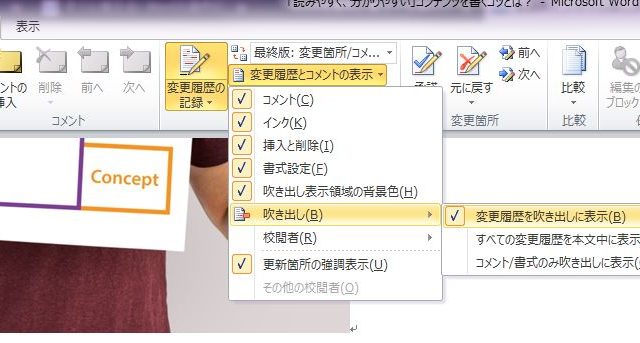 「読みやすく、分かりやすい」コンテンツを書くコツとは？ - Microsoft Word
表示
最終版: 変更箇所/コメ...
変更履歴とコメントの表示
の
挿入
削除
前へ
次へ
変更履歴の
記録
承諾
元に戻す
前へ
次へ
比較
編集の
ブロック
コメント
変更箇所
比較
コメント(C)
インク(K)
挿入と削除(I)
書式設定(F)
吹き出し表示領域の背景色(H)
吹き出し(B)
校閲者(R)
更新箇所の強調表示(U)
その他の校閲者(O)
変更履歴を吹き出しに表示(B)
すべての変更履歴を本文中に表示
コメント/書式のみ吹き出しに表示(
Concept